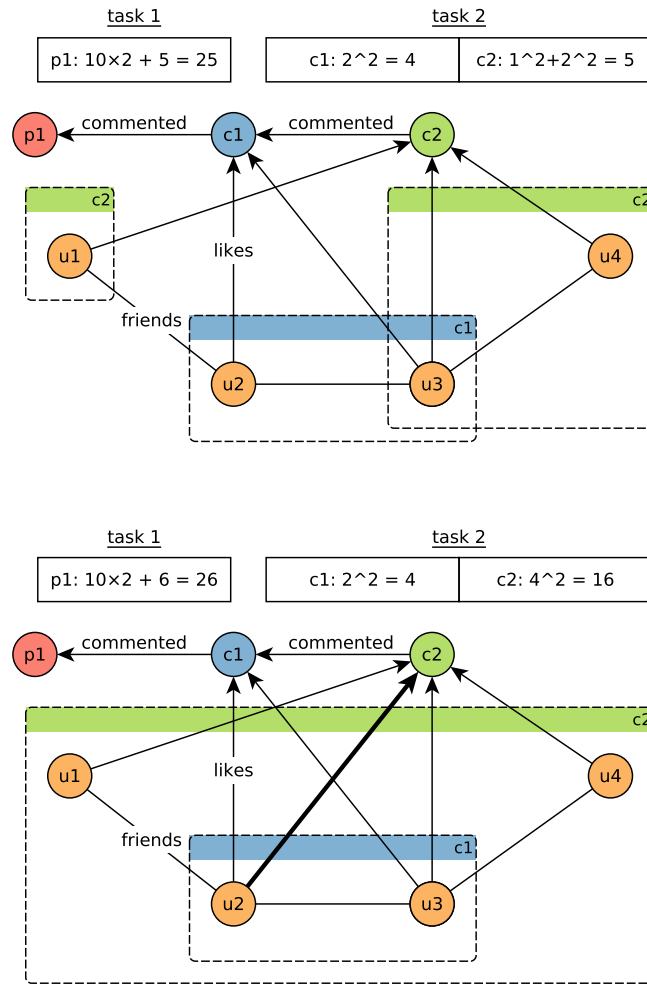 task 1 task 2
p1: 10×2 + 5 = 25 c1: 2^2 = 4 c2: 1^2+2^2 = 5
p1 commented c1 commented c2
c2 c2
u1 likes u4
friends c1
u2 u3
task 1 task 2
p1: 10×2 + 6 = 26 c1: 2^2 = 4 c2: 4^2 = 16
p1 commented c1 commented c2
c2
u1 likes u4
friends c1
u2 u3